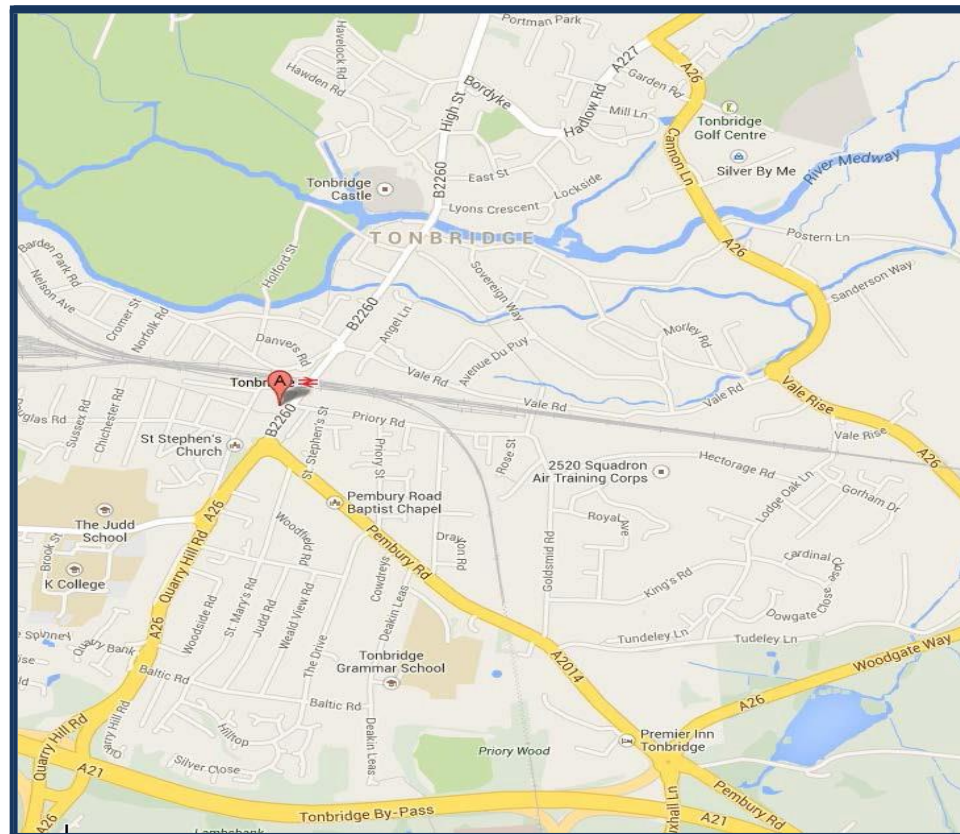 Portman Park
Havelock Rd
Hawden Rd
A227
A26
Garden Rd
Bordyke
High St
Hadlow Rd
Mill Ln
Tonbridge
Golf Centre
Cannon Ln
Silver By Me
River Medway
Tonbridge
Castle
B2260
East St
Lockside
Lyons Crescent
TONBRIDGE
Postern Ln
A26
Holford St
Barden Park Rd
Nelson Ave
Sanderson Way
Sovereign Way
Cromer St
Norfolk Rd
B2260
Angel Ln
Morley Rd
Danvers Rd
Avenue Du Puy
Vale Rd
A
Vale Rd
Vale Rd
Vale Rise
Sussex Rd
Chichester Rd
B2260
St Stephen's St
Priory Rd
Vale Rise
St Stephen's
Church
Priory St
Rose St
Hectorage Rd
A26
2520 Squadron
Air Training Corps
Lodge Oak Ln
Gorham Dr
Pembury Road
Baptist Chapel
A26
The Judd
School
Woodfield Rd
Royal Ave
Quarry Hill Rd
Brook St
Drayton Rd
Pembury Rd
Goldsmid Rd
Cardinal Close
K College
Cowdreys
King's Rd
Dowgate Close
Woodside Rd
St. Mary's Rd
Judd Rd
Weald View Rd
Deakin Leas
A26
The Drive
Tundeley Ln
Tudeley Ln
Quarry Bank
Tonbridge
Grammar School
A2014
Woodgate Way
Baltic Rd
Baltic Rd
A26
Quarry Hill Rd
Hilltop
Deakin Leas
Premier Inn
Tonbridge
Priory Wood
Silver Close
A21
Tonbridge By-Pass
A21
Pembury Rd
A26